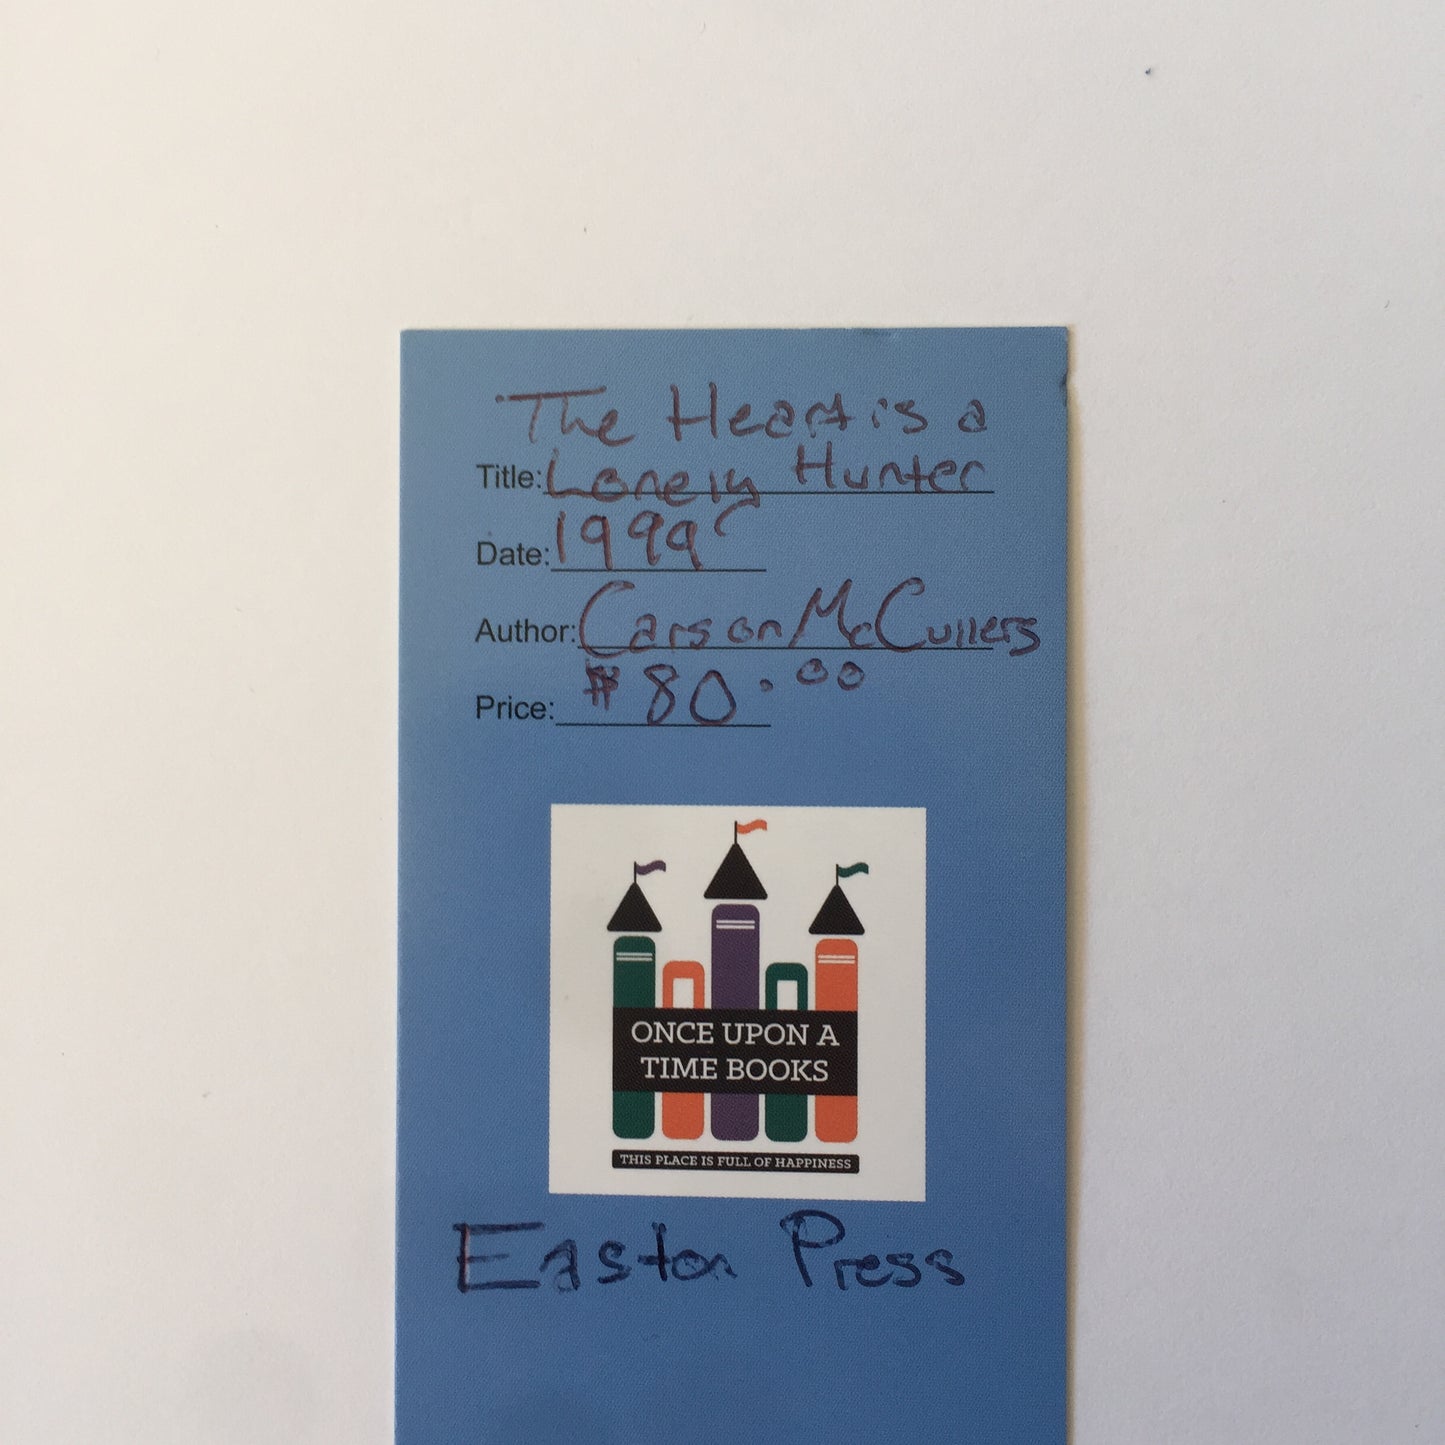 The Heart is a
Title: Lonely Hunter
Date: 1999
Author: Carson McCullers
Price: $80.00
ONCE UPON A
TIME BOOKS
THIS PLACE IS FULL OF HAPPINESS
Easton Press